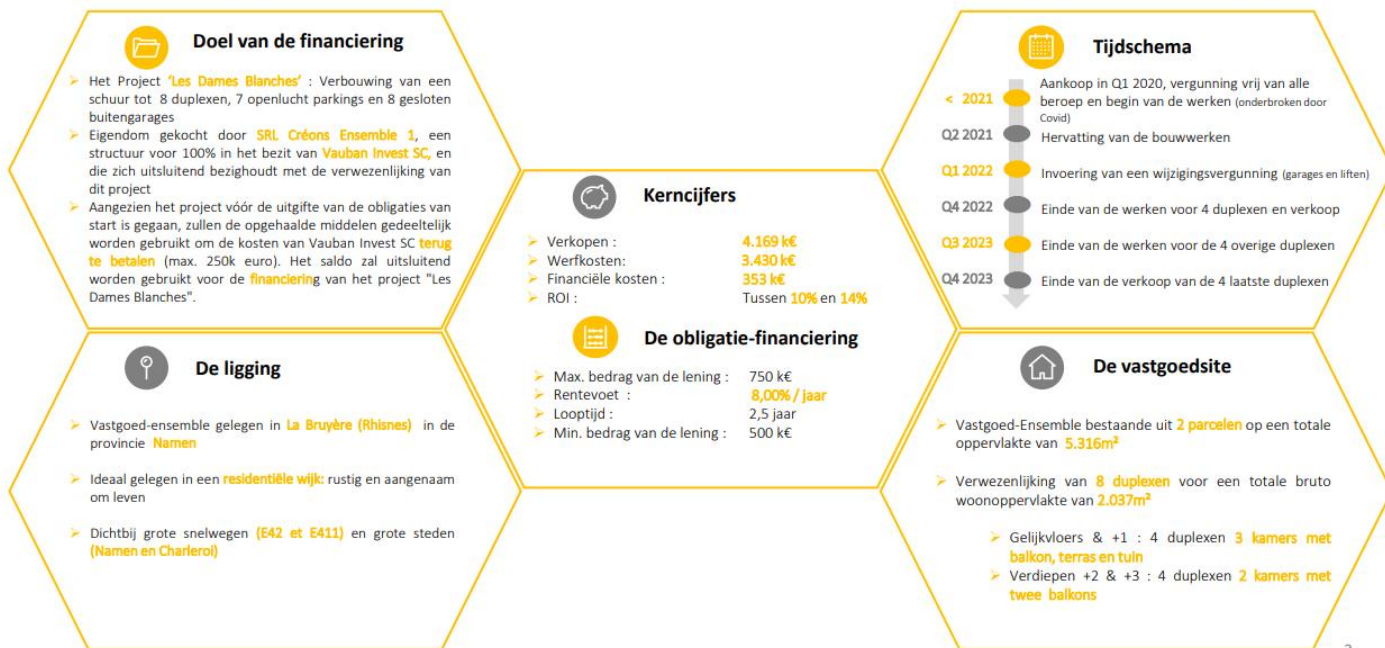 Doel van de financiering
➢ Het Project 'Les Dames Blanches' : Verbouwing van een
schuur tot 8 duplexen, 7 openlucht parkings en 8 gesloten
buitengarages
➢ Eigendom gekocht door SRL Créons Ensemble 1, een
structuur voor 100% in het bezit van Vauban Invest SC, en
die zich uitsluitend bezighoudt met de verwezenlijking van
dit project
➢ Aangezien het project vóór de uitgifte van de obligaties van
start is gegaan, zullen de opgehaalde middelen gedeeltelijk
worden gebruikt om de kosten van Vauban Invest SC terug
te betalen (max. 250k euro). Het saldo zal uitsluitend
worden gebruikt voor de financiering van het project "Les
Dames Blanches".
De ligging
➢ Vastgoed-ensemble gelegen in La Bruyère (Rhisnes) in de
provincie Namen
➢ Ideaal gelegen in een residentiële wijk: rustig en aangenaam
om leven
➢ Dichtbij grote snelwegen (E42 et E411) en grote steden
(Namen en Charleroi)
Kerncijfers
➢ Verkopen : 4.169 k€
➢ Werfkosten: 3.430 k€
➢ Financiële kosten : 353 k€
➢ ROI : Tussen 10% en 14%
De obligatie-financiering
➢ Max. bedrag van de lening : 750 k€
➢ Rentevoet : 8,00% / jaar
➢ Looptijd : 2,5 jaar
➢ Min. bedrag van de lening : 500 k€
Tijdschema
Aankoop in Q1 2020, vergunning vrij van alle
< 2021 beroep en begin van de werken (onderbroken door
Covid)
Q2 2021 Hervatting van de bouwwerken
Q1 2022 Invoering van een wijzigingsvergunning (garages en liften)
Q4 2022 Einde van de werken voor 4 duplexen en verkoop
Q3 2023 Einde van de werken voor de 4 overige duplexen
Q4 2023 Einde van de verkoop van de 4 laatste duplexen
De vastgoedsite
➢ Vastgoed-Ensemble bestaande uit 2 parcelen op een totale
oppervlakte van 5.316m²
➢ Verwezenlijking van 8 duplexen voor een totale bruto
woonoppervlakte van 2.037m²
➢ Gelijkvloers & +1 : 4 duplexen 3 kamers met
balkon, terras en tuin
➢ Verdiepen +2 & +3 : 4 duplexen 2 kamers met
twee balkons